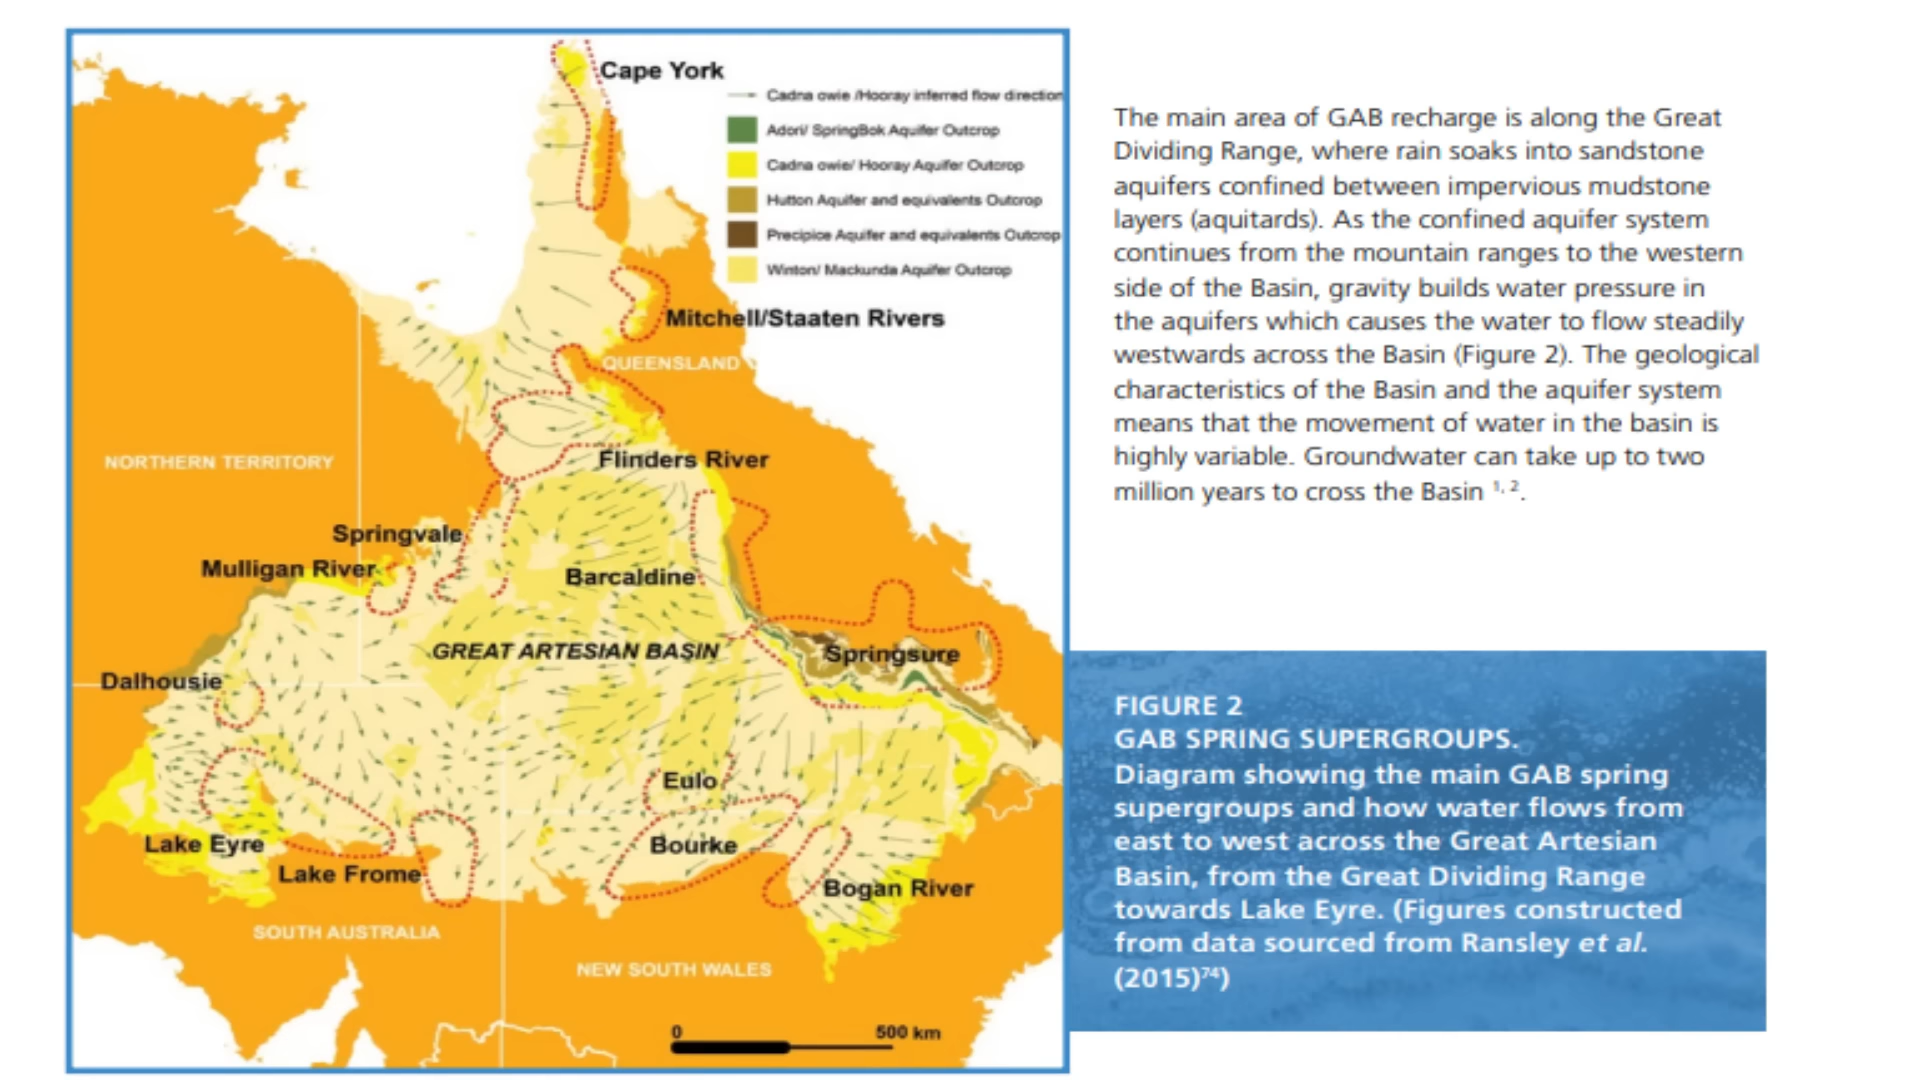 Cape York
Cadna owie /Hooray inferred flow direction
Adori/ SpringBok Aquifer Outcrop
Cadna owie/ Hooray Aquifer Outcrop
Hutton Aquifer and equivalents Outcrop
Precipice Aquifer and equivalents Outcrop
Winton/ Mackunda Aquifer Outcrop
Mitchell/Staaten Rivers
QUEENSLAND
NORTHERN TERRITORY
Flinders River
Springvale
Mulligan River
Barcaldine
GREAT ARTESIAN BASIN
Springsure
Dalhousie
Eulo
Lake Eyre
Bourke
Lake Frome
Bogan River
SOUTH AUSTRALIA
NEW SOUTH WALES
0 500 km
The main area of GAB recharge is along the Great
Dividing Range, where rain soaks into sandstone
aquifers confined between impervious mudstone
layers (aquitards). As the confined aquifer system
continues from the mountain ranges to the western
side of the Basin, gravity builds water pressure in
the aquifers which causes the water to flow steadily
westwards across the Basin (Figure 2). The geological
characteristics of the Basin and the aquifer system
means that the movement of water in the basin is
highly variable. Groundwater can take up to two
million years to cross the Basin 1, 2.
FIGURE 2
GAB SPRING SUPERGROUPS.
Diagram showing the main GAB spring
supergroups and how water flows from
east to west across the Great Artesian
Basin, from the Great Dividing Range
towards Lake Eyre. (Figures constructed
from data sourced from Ransley et al.
(2015)74)